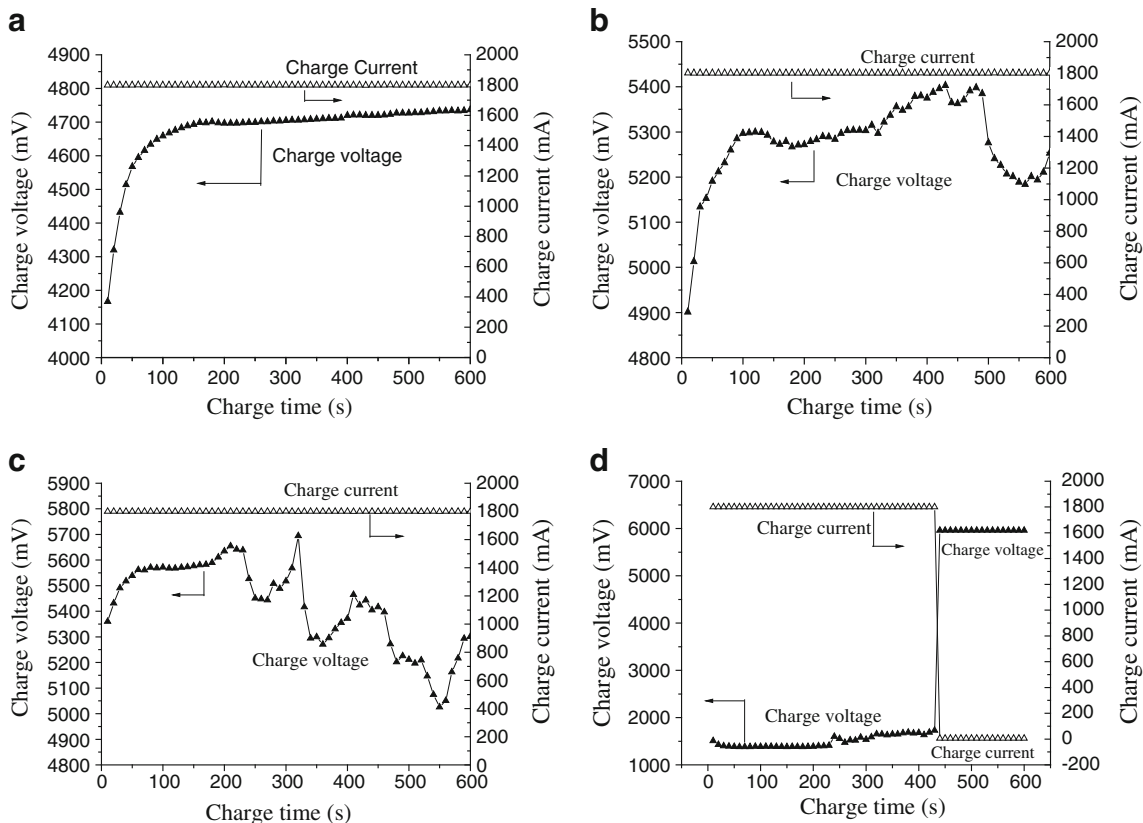 a
4900
4800
4700
4600
4500
4400
4300
4200
4100
4000
Charge voltage (mV)
Charge Current
Charge voltage
2000
1800
1600
1400
1200
1000
800
600
400
200
0
Charge current (mA)
0 100 200 300 400 500 600
Charge time (s)
b
5500
5400
5300
5200
5100
5000
4900
4800
Charge voltage (mV)
Charge current
Charge voltage
2000
1800
1600
1400
1200
1000
800
600
400
200
0
Charge current (mA)
0 100 200 300 400 500 600
Charge time (s)
c
5900
5800
5700
5600
5500
5400
5300
5200
5100
5000
4900
4800
Charge voltage (mV)
Charge current
Charge voltage
2000
1800
1600
1400
1200
1000
800
600
400
200
0
Charge current (mA)
0 100 200 300 400 500 600
Charge time (s)
d
7000
6000
5000
4000
3000
2000
1000
Charge voltage (mV)
Charge current
Charge voltage
Charge voltage
Charge current
2000
1800
1600
1400
1200
1000
800
600
400
200
0
-200
Charge current (mA)
0 100 200 300 400 500 600
Charge time (s)